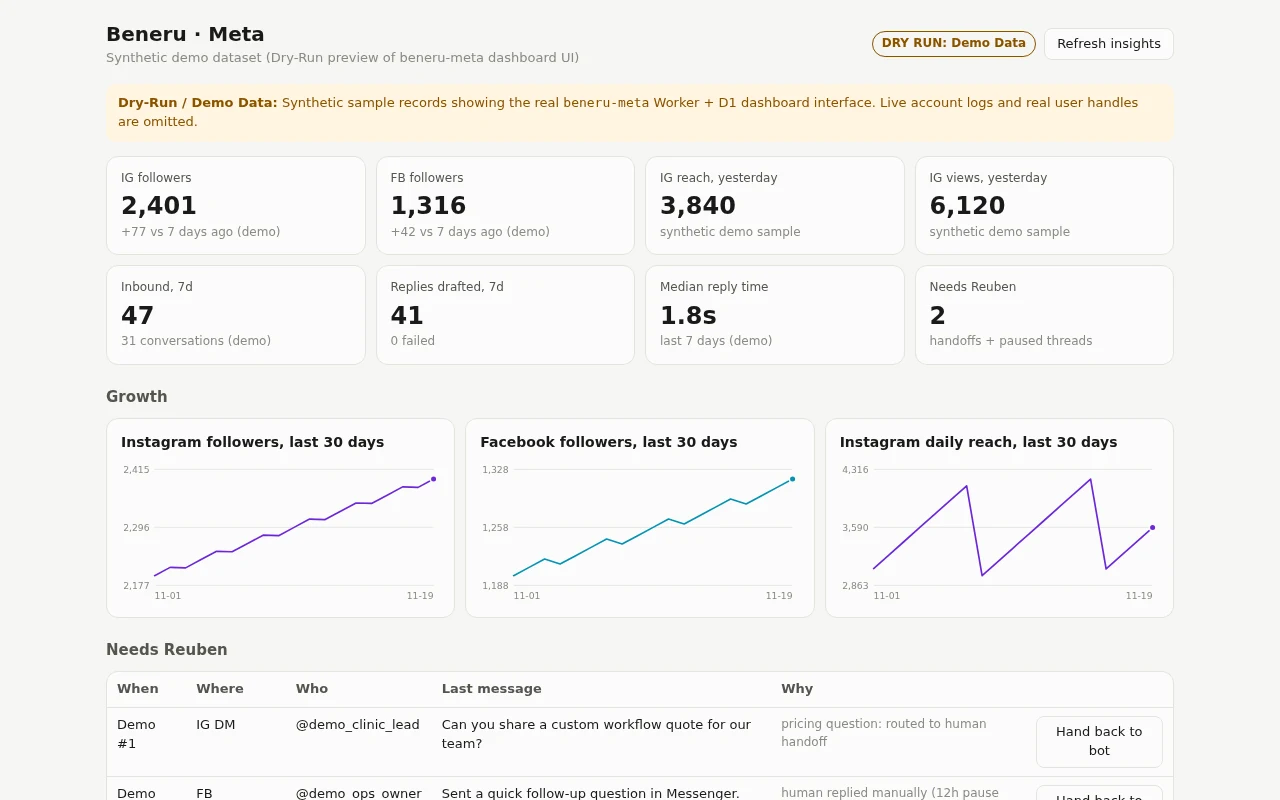 Beneru · Meta
Synthetic demo dataset (Dry-Run preview of beneru-meta dashboard UI)
DRY RUN: Demo Data
Refresh insights
Dry-Run / Demo Data: Synthetic sample records showing the real beneru-meta Worker + D1 dashboard interface. Live account logs and real user handles
are omitted.
IG followers
2,401
+77 vs 7 days ago (demo)
FB followers
1,316
+42 vs 7 days ago (demo)
IG reach, yesterday
3,840
synthetic demo sample
IG views, yesterday
6,120
synthetic demo sample
Inbound, 7d
47
31 conversations (demo)
Replies drafted, 7d
41
0 failed
Median reply time
1.8s
last 7 days (demo)
Needs Reuben
2
handoffs + paused threads
Growth
Instagram followers, last 30 days
2,415
2,296
2,177
11-01 11-19
Facebook followers, last 30 days
1,328
1,258
1,188
11-01 11-19
Instagram daily reach, last 30 days
4,316
3,590
2,863
11-01 11-19
Needs Reuben
When Where Who Last message Why
Demo
#1
IG DM
@demo_clinic_lead
Can you share a custom workflow quote for our
team?
pricing question: routed to human
handoff
Hand back to
bot
Demo
FB
@demo_ops_owner
Sent a quick follow-up question in Messenger.
human replied manually (12h pause
Hand back to